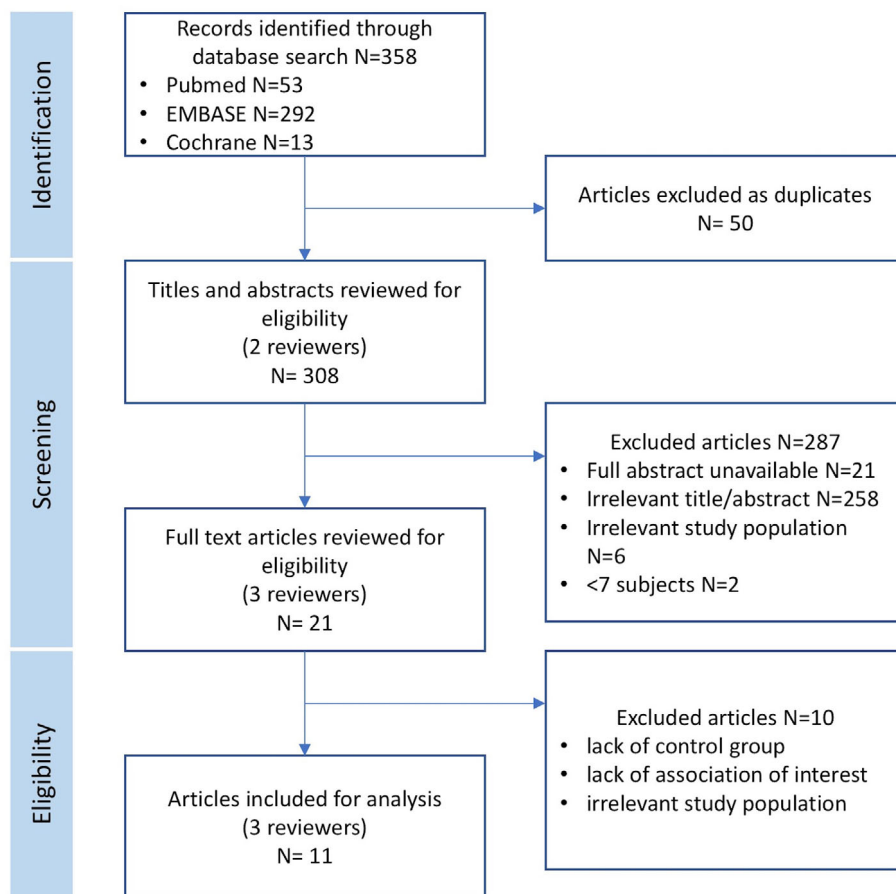 Identification
Records identified through
database search N=358
• Pubmed N=53
• EMBASE N=292
• Cochrane N=13
Articles excluded as duplicates
N= 50
Screening
Titles and abstracts reviewed for
eligibility
(2 reviewers)
N= 308
Excluded articles N=287
• Full abstract unavailable N=21
• Irrelevant title/abstract N=258
• Irrelevant study population
N=6
• <7 subjects N=2
Full text articles reviewed for
eligibility
(3 reviewers)
N= 21
Eligibility
Excluded articles N=10
• lack of control group
• lack of association of interest
• irrelevant study population
Articles included for analysis
(3 reviewers)
N= 11